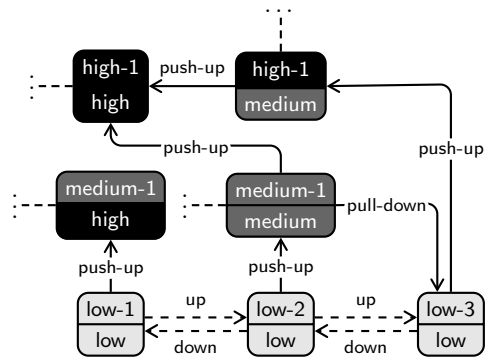 high-1
high
push-up
high-1
medium
push-up
push-up
medium-1
high
medium-1
medium
pull-down
push-up
push-up
low-1
low
up
down
low-2
low
up
down
low-3
low